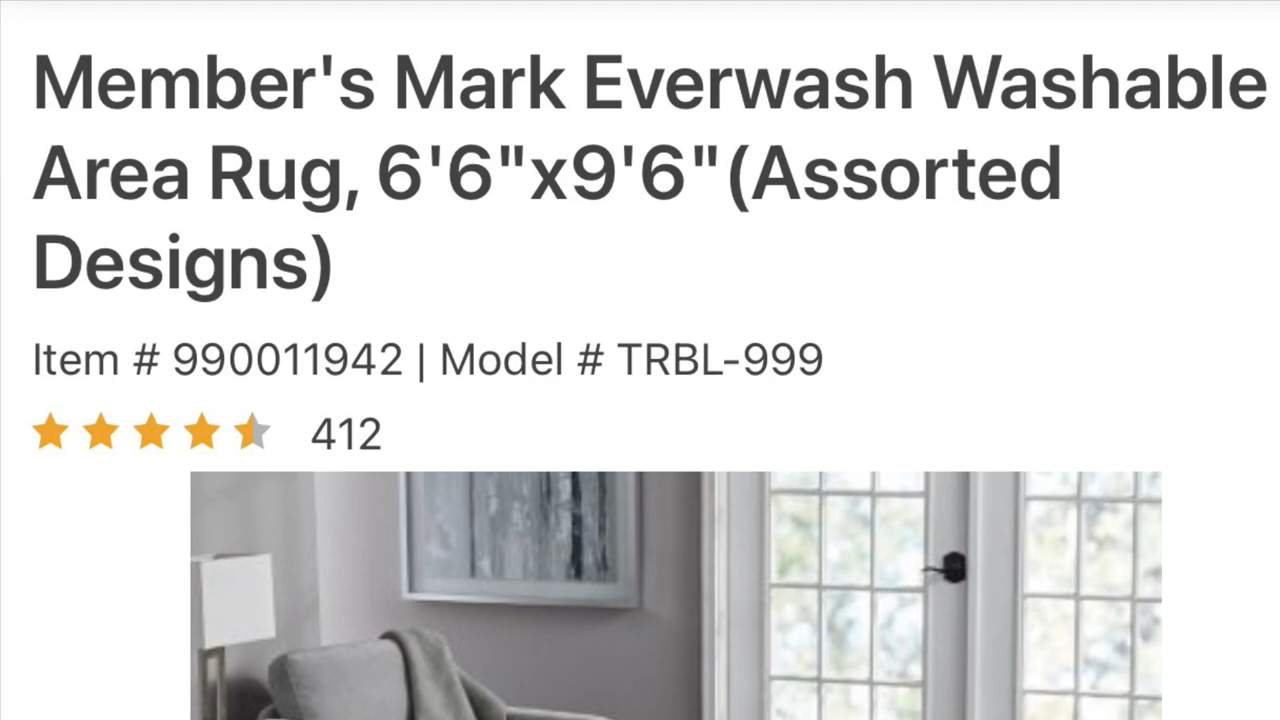 Member's Mark Everwash Washable
Area Rug, 6'6"x9'6"(Assorted
Designs)
Item # 990011942 | Model # TRBL-999
412